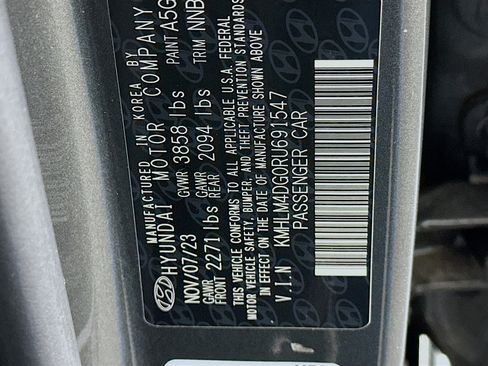 MANUFACTURED IN KOREA BY
HYUNDAI MOTOR COMPANY
NOV/07/23 GVWR 3858 lbs PAINT A5G
GAWR FRONT 2271 lbs GAWR REAR 2094 lbs TRIM NNB
THIS VEHICLE CONFORMS TO ALL APPLICABLE U.S.A. FEDERAL
MOTOR VEHICLE SAFETY, BUMPER, AND THEFT PREVENTION STANDARDS
IN EFFECT ON THE DATE OF MANUFACTURE SHOWN ABOVE
V.I.N KMHLM4DG0RU691547
PASSENGER CAR